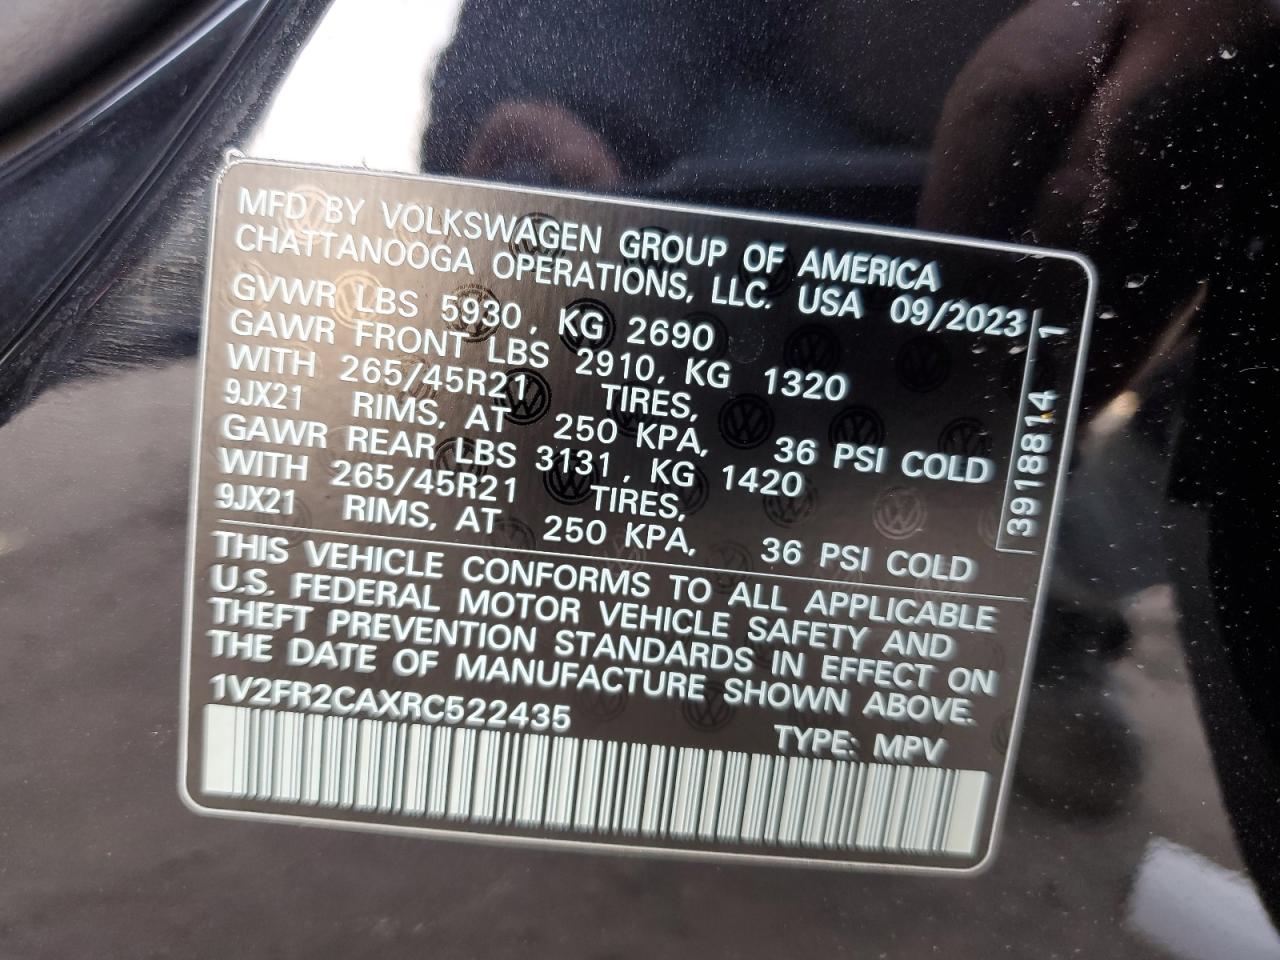 MFD BY VOLKSWAGEN GROUP OF AMERICA
CHATTANOOGA OPERATIONS, LLC. USA 09/2023
GVWR LBS 5930, KG 2690
GAWR FRONT LBS 2910, KG 1320
WITH 265/45R21 TIRES,
9JX21 RIMS, AT 250 KPA, 36 PSI COLD
GAWR REAR LBS 3131, KG 1420
WITH 265/45R21 TIRES,
9JX21 RIMS, AT 250 KPA, 36 PSI COLD
3918814 1
THIS VEHICLE CONFORMS TO ALL APPLICABLE
U.S. FEDERAL MOTOR VEHICLE SAFETY AND
THEFT PREVENTION STANDARDS IN EFFECT ON
THE DATE OF MANUFACTURE SHOWN ABOVE.
1V2FR2CAXRC522435
TYPE: MPV